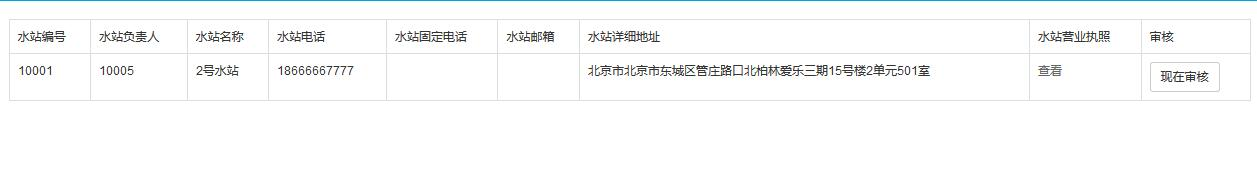 水站编号 水站负责人 水站名称 水站电话 水站固定电话 水站邮箱 水站详细地址 水站营业执照 审核
10001 10005 2号水站 18666667777 北京市北京市东城区管庄路口北柏林爱乐三期15号楼2单元501室 查看 现在审核